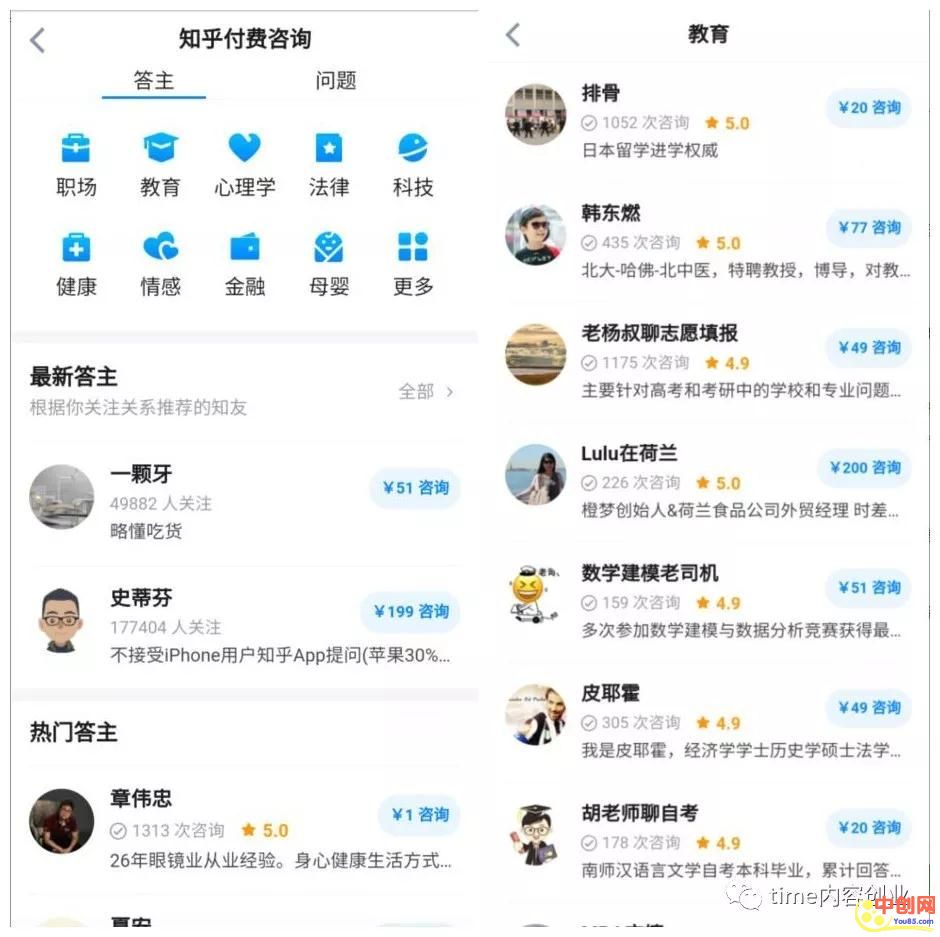 知乎付费咨询
答主
问题
职场
教育
心理学
法律
科技
健康
情感
金融
母婴
更多
最新答主
根据你关注关系推荐的知友
全部
一颗牙
49882 人关注
略懂吃货
¥51 咨询
史蒂芬
177404 人关注
不接受iPhone用户知乎App提问(苹果30%...
¥199 咨询
热门答主
章伟忠
1313 次咨询 5.0
26年眼镜业从业经验。身心健康生活方式...
¥1 咨询
教育
排骨
1052 次咨询 5.0
日本留学进学权威
¥20 咨询
韩东燃
435 次咨询 5.0
北大-哈佛-北中医，特聘教授，博导，对教...
¥77 咨询
老杨叔聊志愿填报
1175 次咨询 4.9
主要针对高考和考研中的学校和专业问题...
¥49 咨询
Lulu在荷兰
226 次咨询 5.0
橙梦创始人&荷兰食品公司外贸经理 时差...
¥200 咨询
老狗、
数学建模老司机
159 次咨询 4.9
多次参加数学建模与数据分析竞赛获得最...
¥51 咨询
皮耶霍
305 次咨询 4.9
我是皮耶霍，经济学学士历史学硕士法学...
¥49 咨询
胡老师聊自考
178 次咨询 4.9
南师汉语言文学自考本科毕业，累计回答...
¥20 咨询
time内容创业
中创网
You85.com